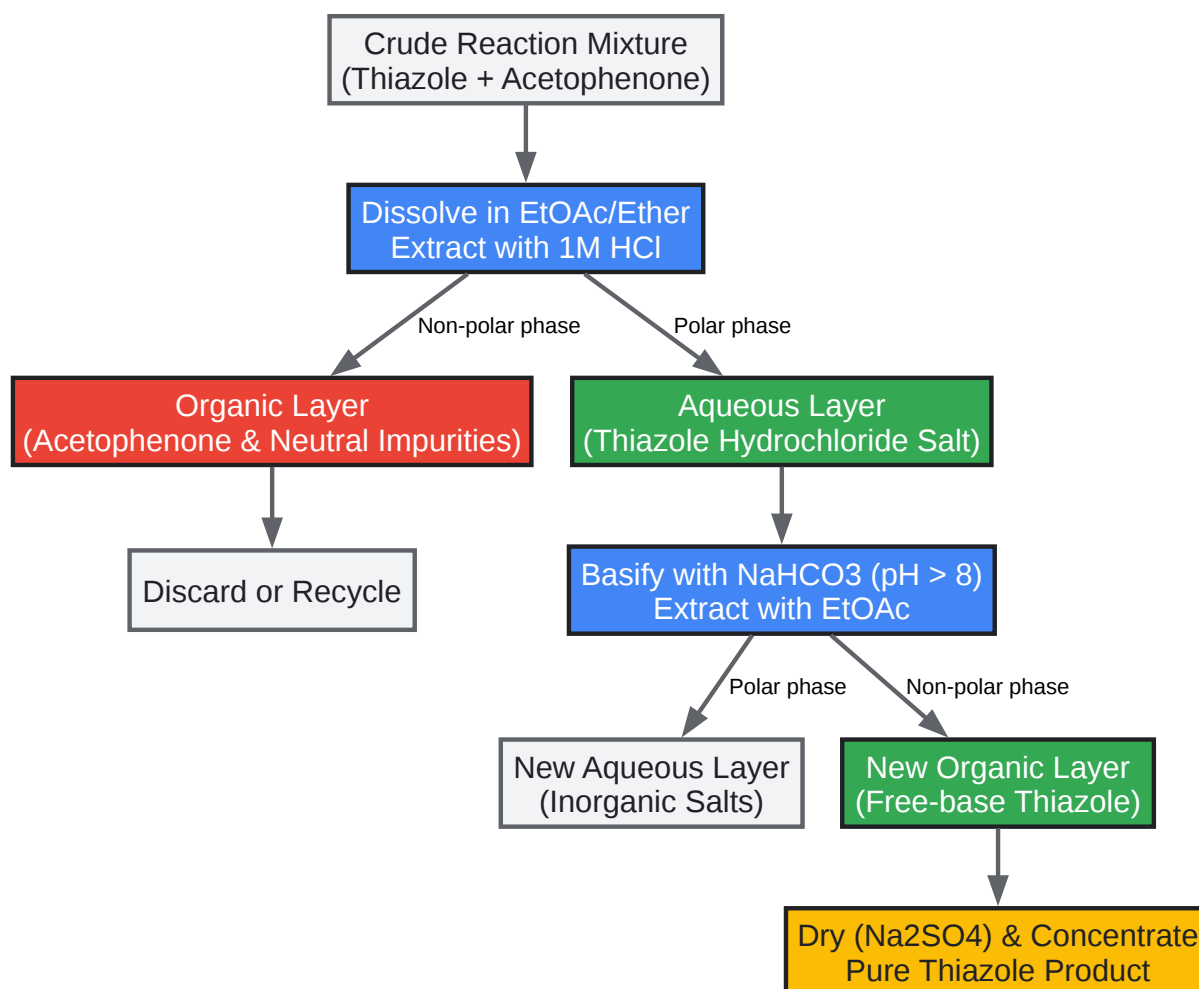 Crude Reaction Mixture
(Thiazole + Acetophenone)
Dissolve in EtOAc/Ether
Extract with 1M HCl
Non-polar phase
Polar phase
Organic Layer
(Acetophenone & Neutral Impurities)
Aqueous Layer
(Thiazole Hydrochloride Salt)
Discard or Recycle
Basify with NaHCO3 (pH > 8)
Extract with EtOAc
Polar phase
Non-polar phase
New Aqueous Layer
(Inorganic Salts)
New Organic Layer
(Free-base Thiazole)
Dry (Na2SO4) & Concentrate
Pure Thiazole Product